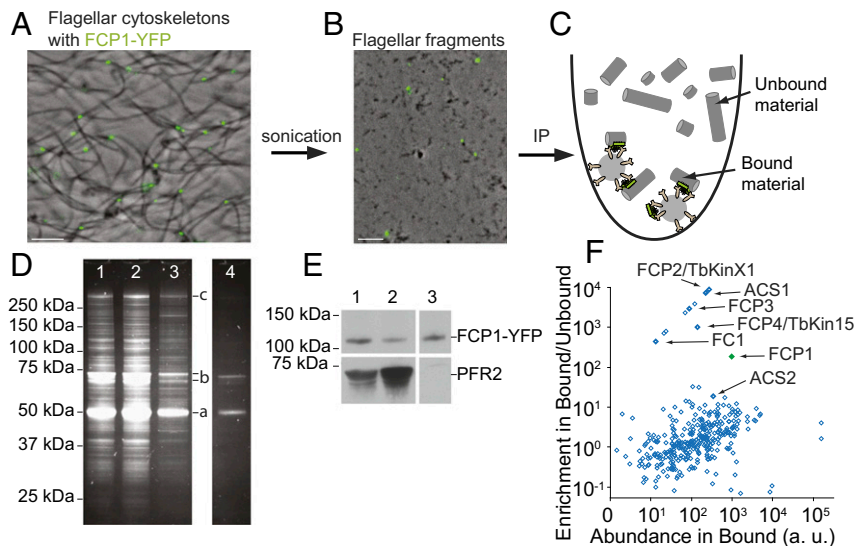 A Flagellar cytoskeletons
with FCP1-YFP
sonication
B
Flagellar fragments
IP
C
Unbound
material
Bound
material
D
1 2 3 4
250 kDa
150 kDa
100 kDa
75 kDa
50 kDa
37 kDa
25 kDa
c
b
a
E
1 2 3
150 kDa
100 kDa
75 kDa
50 kDa
FCP1-YFP
PFR2
F
Enrichment in Bound/Unbound
10⁴
10³
10²
10¹
10⁰
10⁻¹
FCP2/TbKinX1
ACS1
FCP3
FCP4/TbKin15
FC1
FCP1
ACS2
0 10¹ 10² 10³ 10⁴ 10⁵
Abundance in Bound (a. u.)